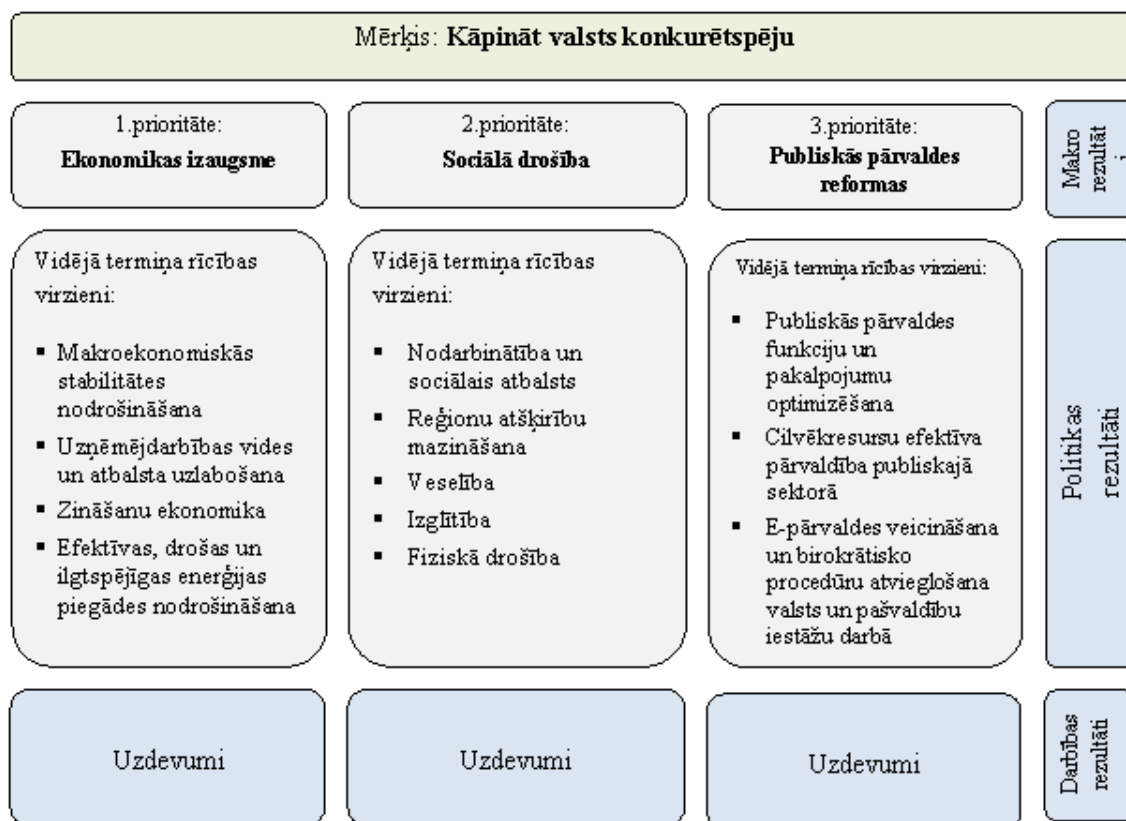 Mērķis: Kāpināt valsts konkurētspēju
1.prioritāte:
Ekonomikas izaugsme
2.prioritāte:
Sociālā drošība
3.prioritāte:
Publiskās pārvaldes
reformas
Makro
rezultāt
i
Vidējā termiņa rīcības
virzieni:
▪ Makroekonomiskās
stabilitātes
nodrošināšana
▪ Uzņēmējdarbības vides
un atbalsta uzlabošana
▪ Zināšanu ekonomika
▪ Efektīvas, drošas un
ilgtspējīgas enerģijas
piegādes nodrošināšana
Vidējā termiņa rīcības
virzieni:
▪ Nodarbinātība un
sociālais atbalsts
▪ Reģionu atšķirību
mazināšana
▪ Veselība
▪ Izglītība
▪ Fiziskā drošība
Vidējā termiņa rīcības virzieni:
▪ Publiskās pārvaldes
funkciju un
pakalpojumu
optimizēšana
▪ Cilvēkresursu efektīva
pārvaldība publiskajā
sektorā
▪ E-pārvaldes veicināšana
un birokrātisko
procedūru atvieglošana
valsts un pašvaldību
iestāžu darbā
Politikas
rezultāti
Uzdevumi
Uzdevumi
Uzdevumi
Darbības
rezultāti